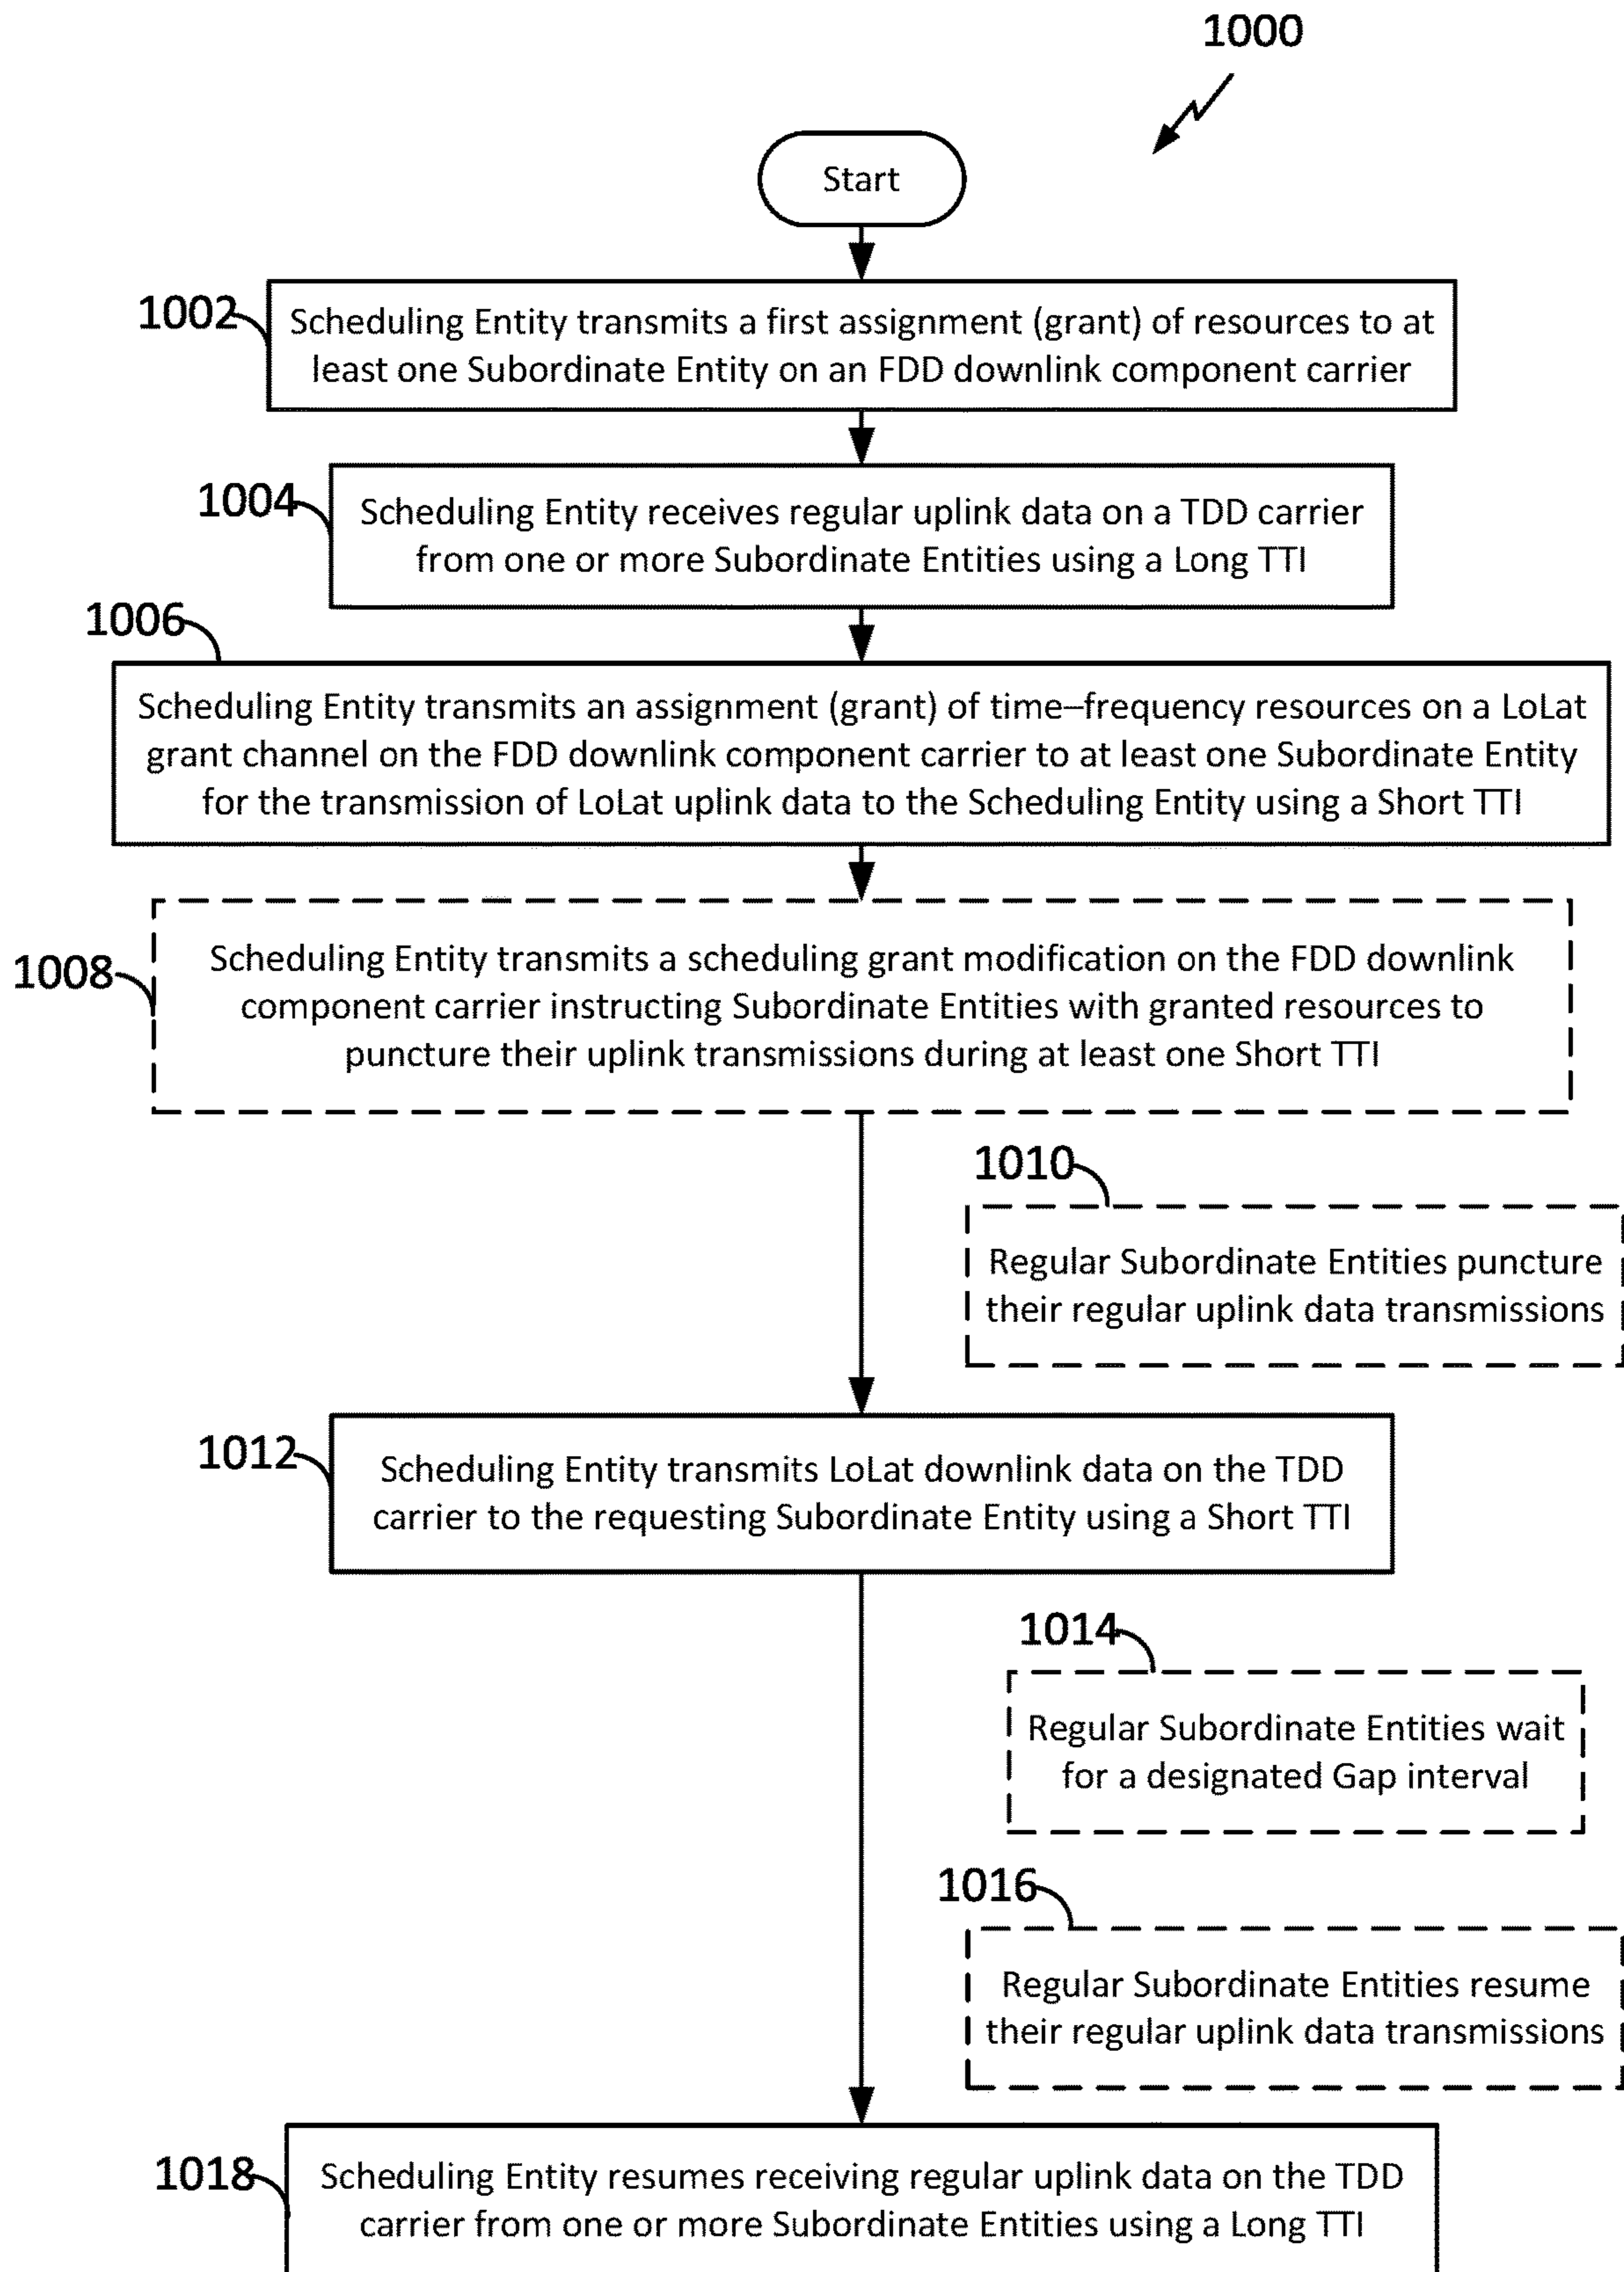 1000
Start
1002
Scheduling Entity transmits a first assignment (grant) of resources to at
least one Subordinate Entity on an FDD downlink component carrier
1004
Scheduling Entity receives regular uplink data on a TDD carrier
from one or more Subordinate Entities using a Long TTI
1006
Scheduling Entity transmits an assignment (grant) of time–frequency resources on a LoLat
grant channel on the FDD downlink component carrier to at least one Subordinate Entity
for the transmission of LoLat uplink data to the Scheduling Entity using a Short TTI
1008
Scheduling Entity transmits a scheduling grant modification on the FDD downlink
component carrier instructing Subordinate Entities with granted resources to
puncture their uplink transmissions during at least one Short TTI
1010
Regular Subordinate Entities puncture
their regular uplink data transmissions
1012
Scheduling Entity transmits LoLat downlink data on the TDD
carrier to the requesting Subordinate Entity using a Short TTI
1014
Regular Subordinate Entities wait
for a designated Gap interval
1016
Regular Subordinate Entities resume
their regular uplink data transmissions
1018
Scheduling Entity resumes receiving regular uplink data on the TDD
carrier from one or more Subordinate Entities using a Long TTI